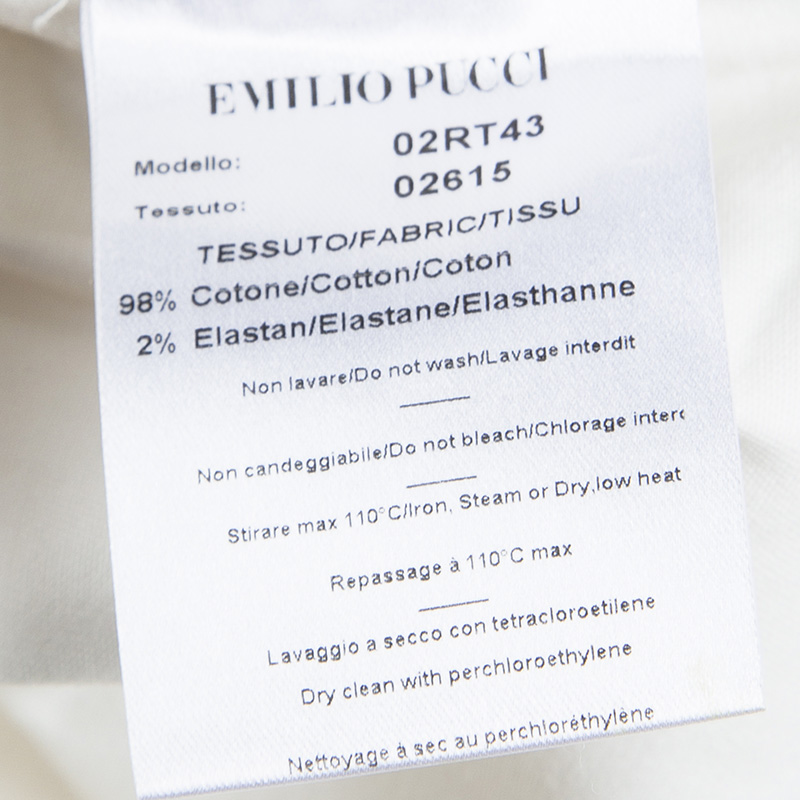 EMILIO PUCCI
Modello: 02RT43
Tessuto: 02615
TESSUTO/FABRIC/TISSU
98% Cotone/Cotton/Coton
2% Elastan/Elastane/Elasthanne
Non lavare/Do not wash/Lavage interdit
Non candeggiabile/Do not bleach/Chlorage interc
Stirare max 110°C/Iron, Steam or Dry,low heat
Repassage à 110°C max
Lavaggio a secco con tetracloroetilene
Dry clean with perchloroethylene
Nettoyage à sec au perchloréthylène